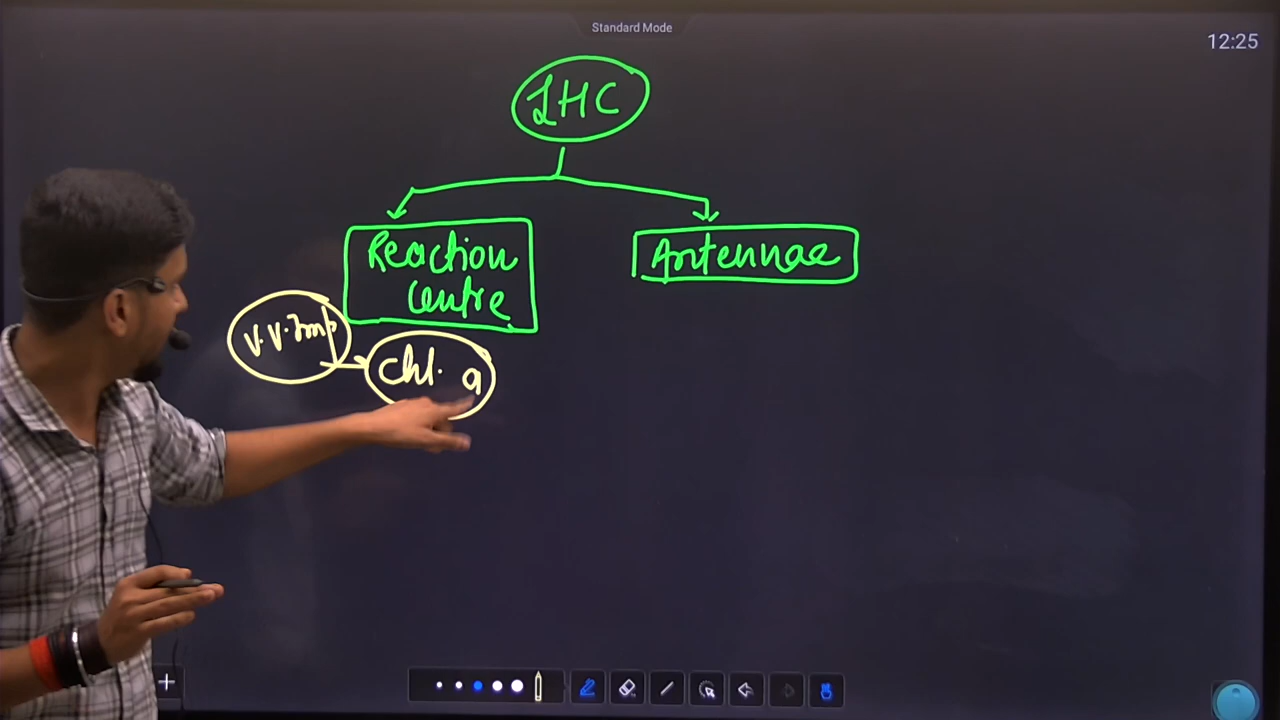 Standard Mode
12:25
LHC
Reaction
Centre
Antennae
V.V.Imp
Chl. a